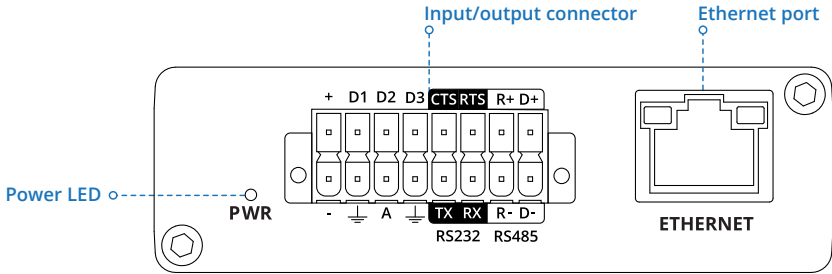 Input/output connector Ethernet port
+ D1 D2 D3 CTS RTS R+ D+
Power LED
PWR
- A TX RX R- D-
RS232 RS485
ETHERNET